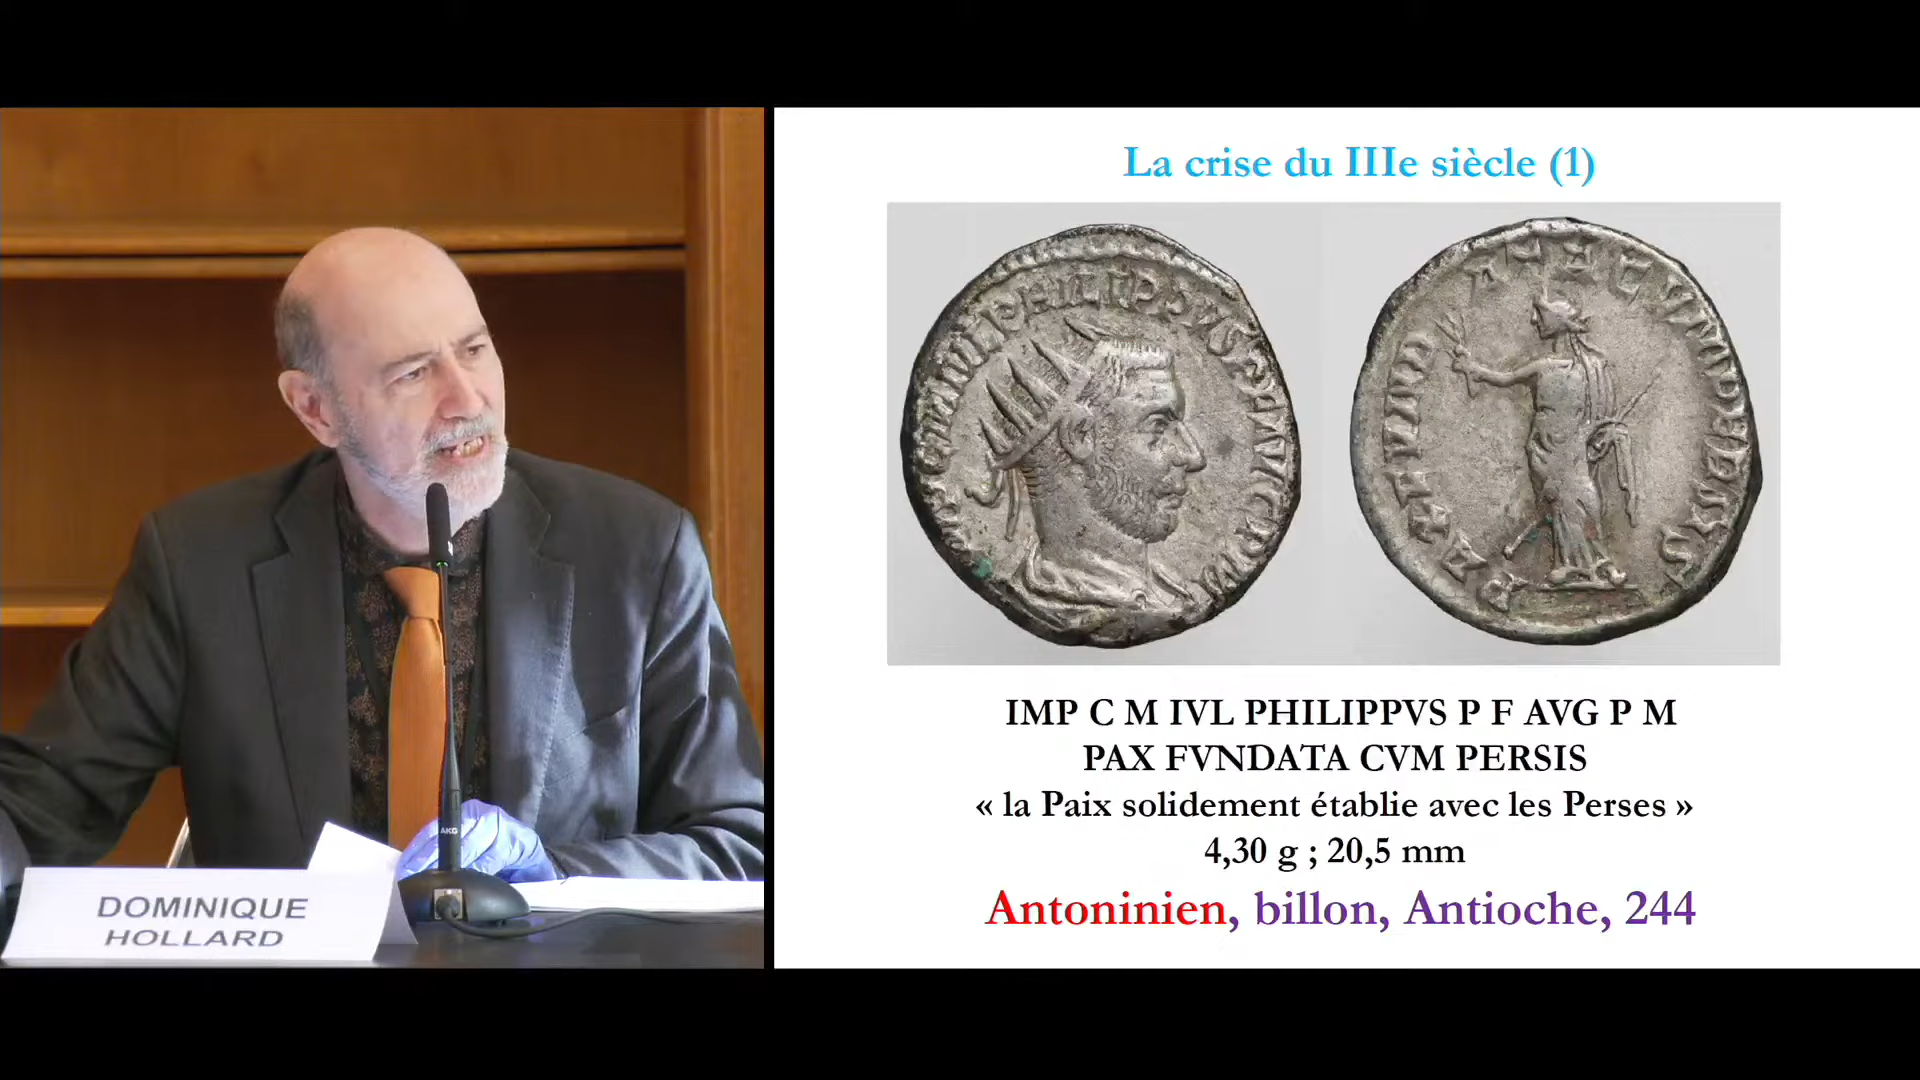 La crise du IIIe siècle (1)
IMP C M IVL PHILIPPVS P F AVG P M
PAX FVNDATA CVM PERSIS
« la Paix solidement établie avec les Perses »
4,30 g ; 20,5 mm
Antoninien, billon, Antioche, 244
DOMINIQUE
HOLLARD
AKG